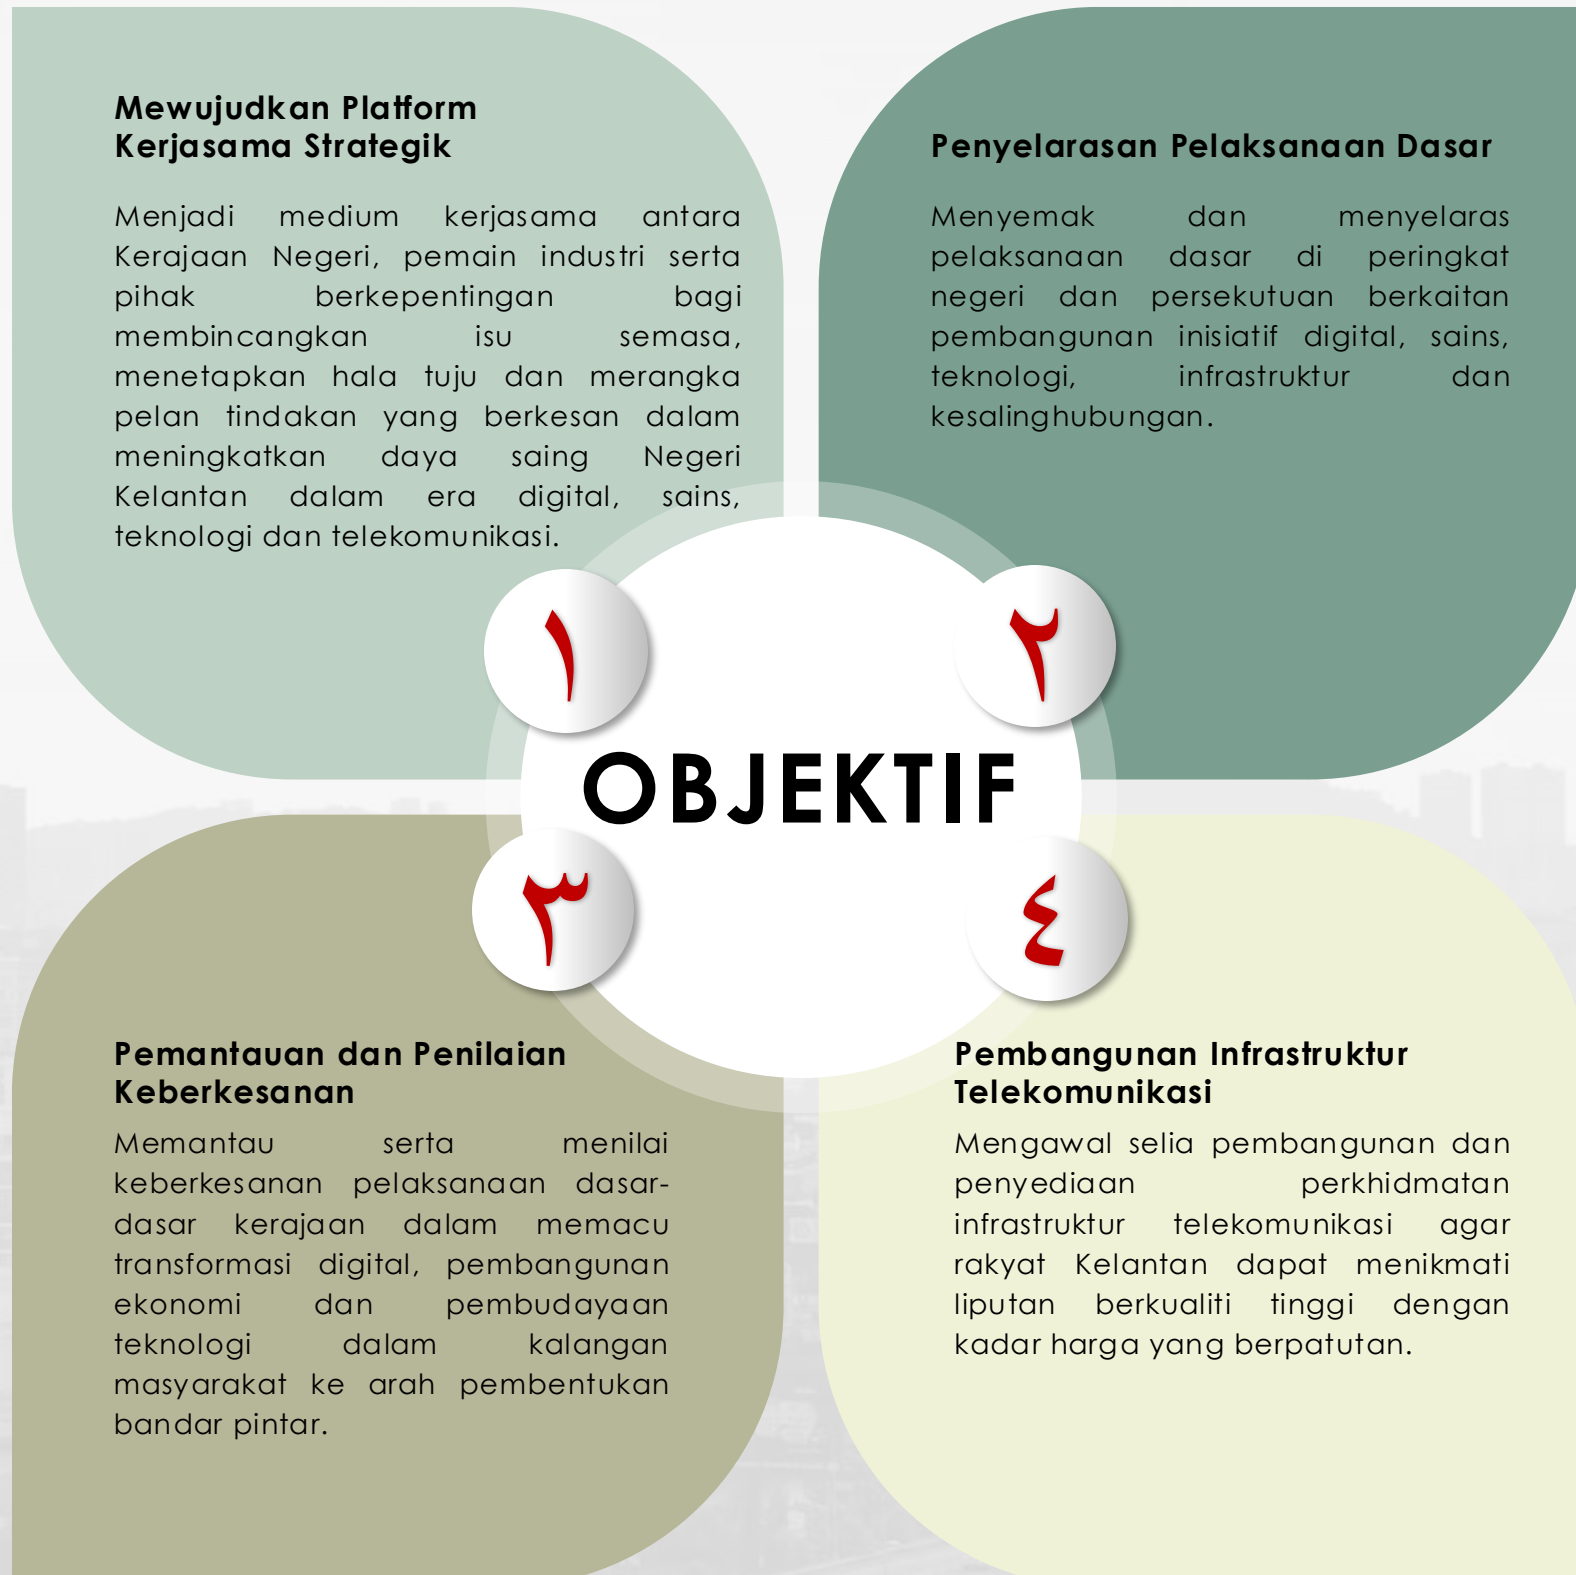 Mewujudkan Platform
Kerjasama Strategik
Menjadi medium kerjasama antara
Kerajaan Negeri, pemain industri serta
pihak berkepentingan bagi
membincangkan isu semasa,
menetapkan hala tuju dan merangka
pelan tindakan yang berkesan dalam
meningkatkan daya saing Negeri
Kelantan dalam era digital, sains,
teknologi dan telekomunikasi.
Penyelarasan Pelaksanaan Dasar
Menyemak dan menyelaras
pelaksanaan dasar di peringkat
negeri dan persekutuan berkaitan
pembangunan inisiatif digital, sains,
teknologi, infrastruktur dan
kesalinghubungan.
١
٢
OBJEKTIF
٣
٤
Pemantauan dan Penilaian
Keberkesanan
Memantau serta menilai
keberkesanan pelaksanaan dasar-
dasar kerajaan dalam memacu
transformasi digital, pembangunan
ekonomi dan pembudayaan
teknologi dalam kalangan
masyarakat ke arah pembentukan
bandar pintar.
Pembangunan Infrastruktur
Telekomunikasi
Mengawal selia pembangunan dan
penyediaan perkhidmatan
infrastruktur telekomunikasi agar
rakyat Kelantan dapat menikmati
liputan berkualiti tinggi dengan
kadar harga yang berpatutan.